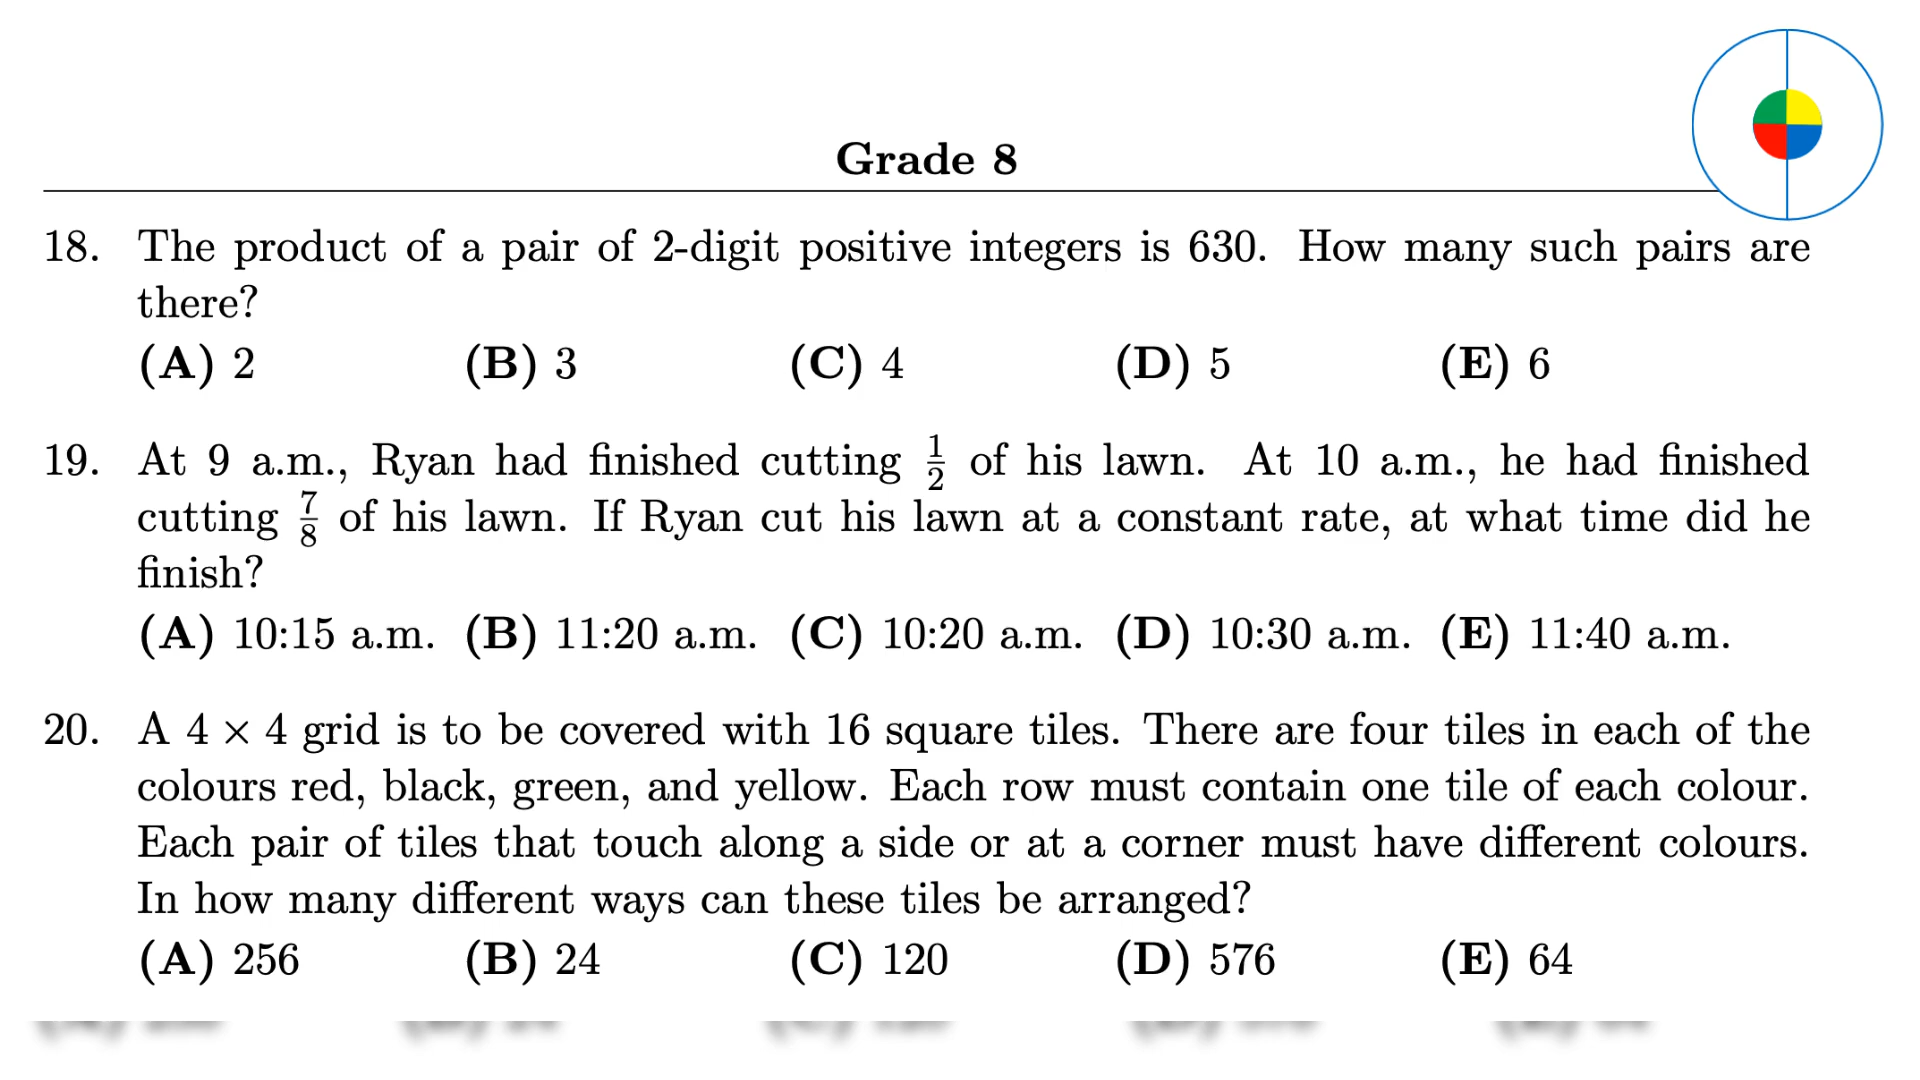 Grade 8
18. The product of a pair of 2-digit positive integers is 630. How many such pairs are
there?
(A) 2 (B) 3 (C) 4 (D) 5 (E) 6
19. At 9 a.m., Ryan had finished cutting 1/2 of his lawn. At 10 a.m., he had finished
cutting 7/8 of his lawn. If Ryan cut his lawn at a constant rate, at what time did he
finish?
(A) 10:15 a.m. (B) 11:20 a.m. (C) 10:20 a.m. (D) 10:30 a.m. (E) 11:40 a.m.
20. A 4 × 4 grid is to be covered with 16 square tiles. There are four tiles in each of the
colours red, black, green, and yellow. Each row must contain one tile of each colour.
Each pair of tiles that touch along a side or at a corner must have different colours.
In how many different ways can these tiles be arranged?
(A) 256 (B) 24 (C) 120 (D) 576 (E) 64